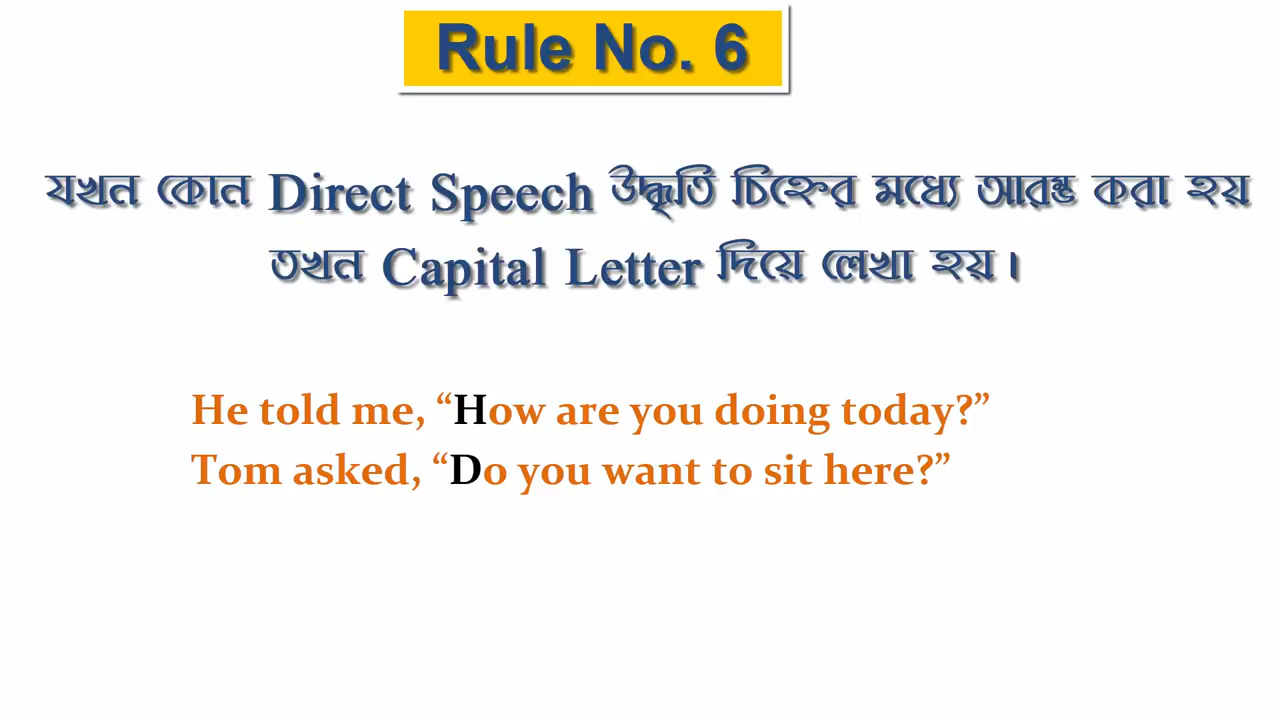 Rule No. 6
যখন কোন Direct Speech উদ্ধৃতি চিহ্নের মধ্যে আরম্ভ করা হয়
তখন Capital Letter দিয়ে লেখা হয়।
He told me, “How are you doing today?”
Tom asked, “Do you want to sit here?”